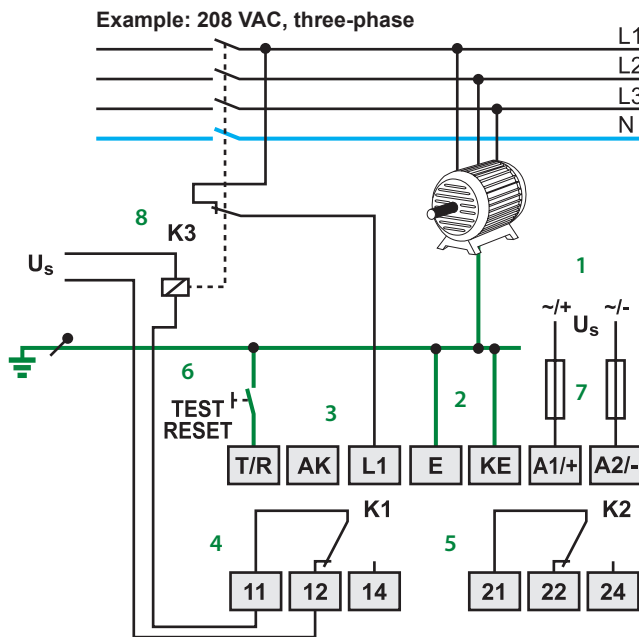 Example: 208 VAC, three-phase
L1
L2
L3
N
8
K3
1
Us
~/+
Us
~/-
6
TEST
RESET
3
2
7
T/R
AK
L1
E
KE
A1/+
A2/-
K1
K2
4
5
11
12
14
21
22
24